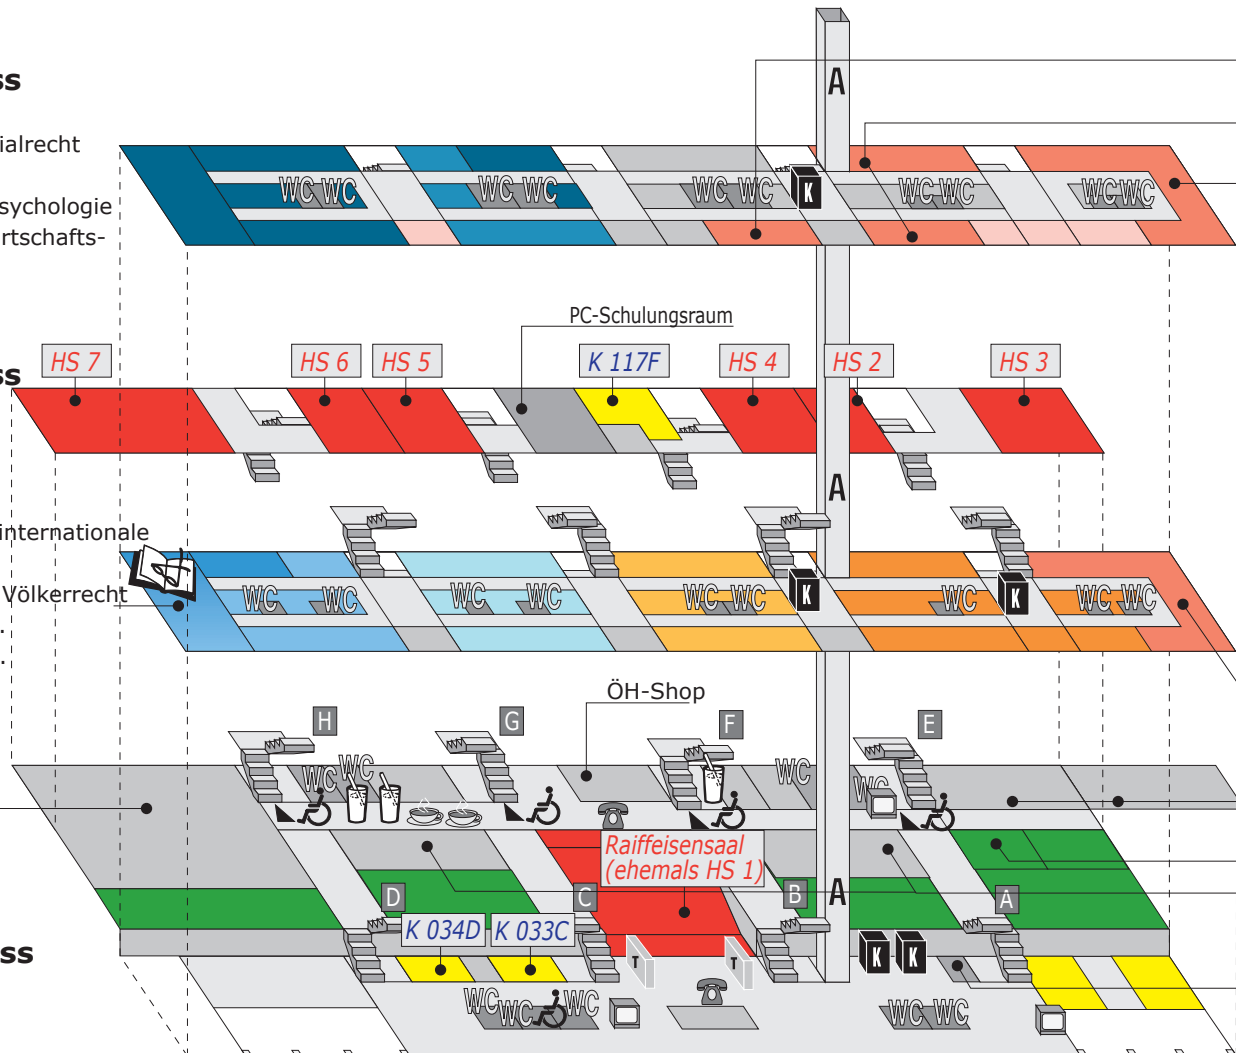 A
ss
ialrecht
sychologie
rtschafts-
WC WC
WC WC
WC WC
K
WC WC
WC WC
PC-Schulungsraum
HS 7
HS 6
HS 5
K 117F
HS 4
HS 2
HS 3
ss
A
internationale
Völkerrecht
.
.
WC
WC
WC
WC
WC WC
K
WC
K
WC WC
ÖH-Shop
H
G
F
E
WC
WC
WC
WC
Raiffeisensaal
(ehemals HS 1)
D
C
B
A
A
K 034D
K 033C
ss
T
T
K
K
WC
WC
WC
WC WC